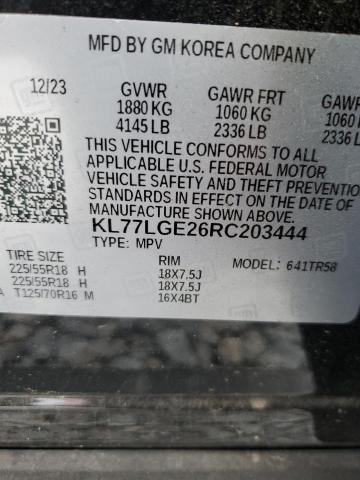 MFD BY GM KOREA COMPANY
12/23 GVWR GAWR FRT GAWR
1880 KG 1060 KG 1060
4145 LB 2336 LB 2336 LB
THIS VEHICLE CONFORMS TO ALL
APPLICABLE U.S. FEDERAL MOTOR
VEHICLE SAFETY AND THEFT PREVENTION
STANDARDS IN EFFECT ON THE DATE OF
MANUFACTURE SHOWN ABOVE.
KL77LGE26RC203444
TYPE: MPV
TIRE SIZE RIM 641TR58
225/55R18 H 18X7.5J
225/55R18 H 18X7.5J
A T125/70R16 M 16X4BT